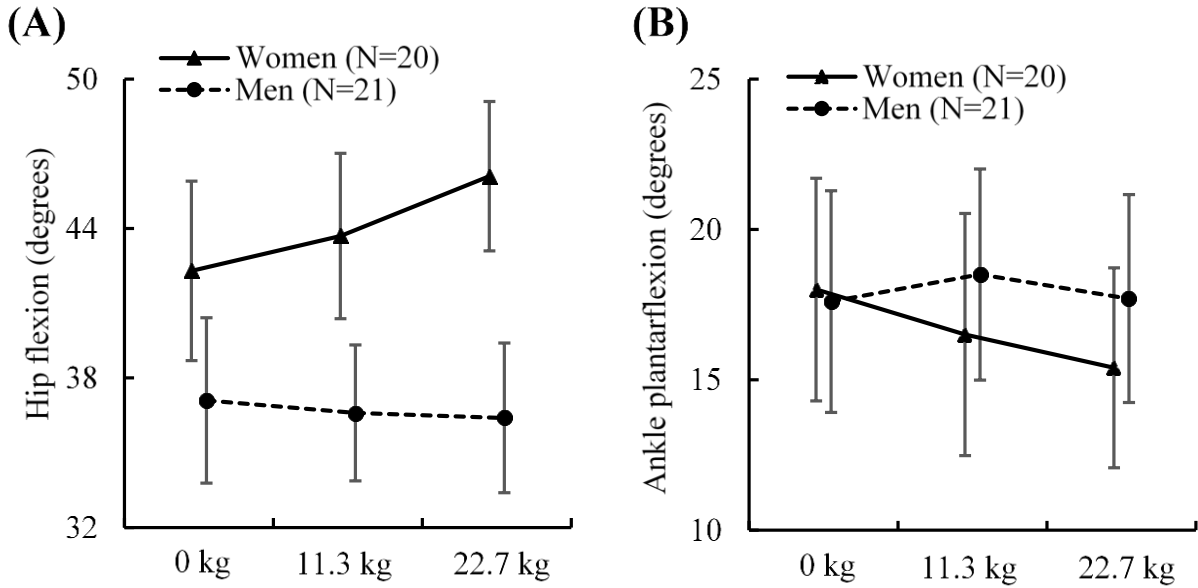 (A)
Women (N=20)
Men (N=21)
Hip flexion (degrees)
50
44
38
32
0 kg
11.3 kg
22.7 kg
(B)
Women (N=20)
Men (N=21)
Ankle plantarflexion (degrees)
25
20
15
10
0 kg
11.3 kg
22.7 kg